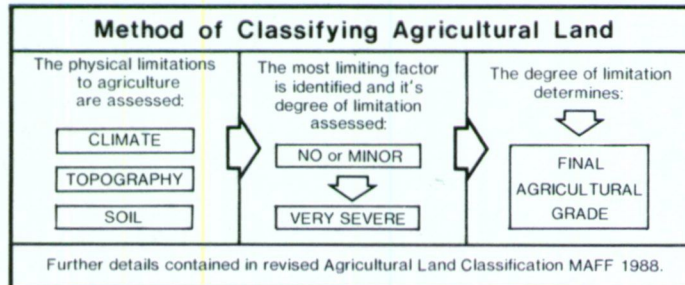 Method of Classifying Agricultural Land
The physical limitations
to agriculture
are assessed:
CLIMATE
TOPOGRAPHY
SOIL
The most limiting factor
is identified and it's
degree of limitation
assessed:
NO or MINOR
VERY SEVERE
The degree of limitation
determines:
FINAL
AGRICULTURAL
GRADE
Further details contained in revised Agricultural Land Classification MAFF 1988.